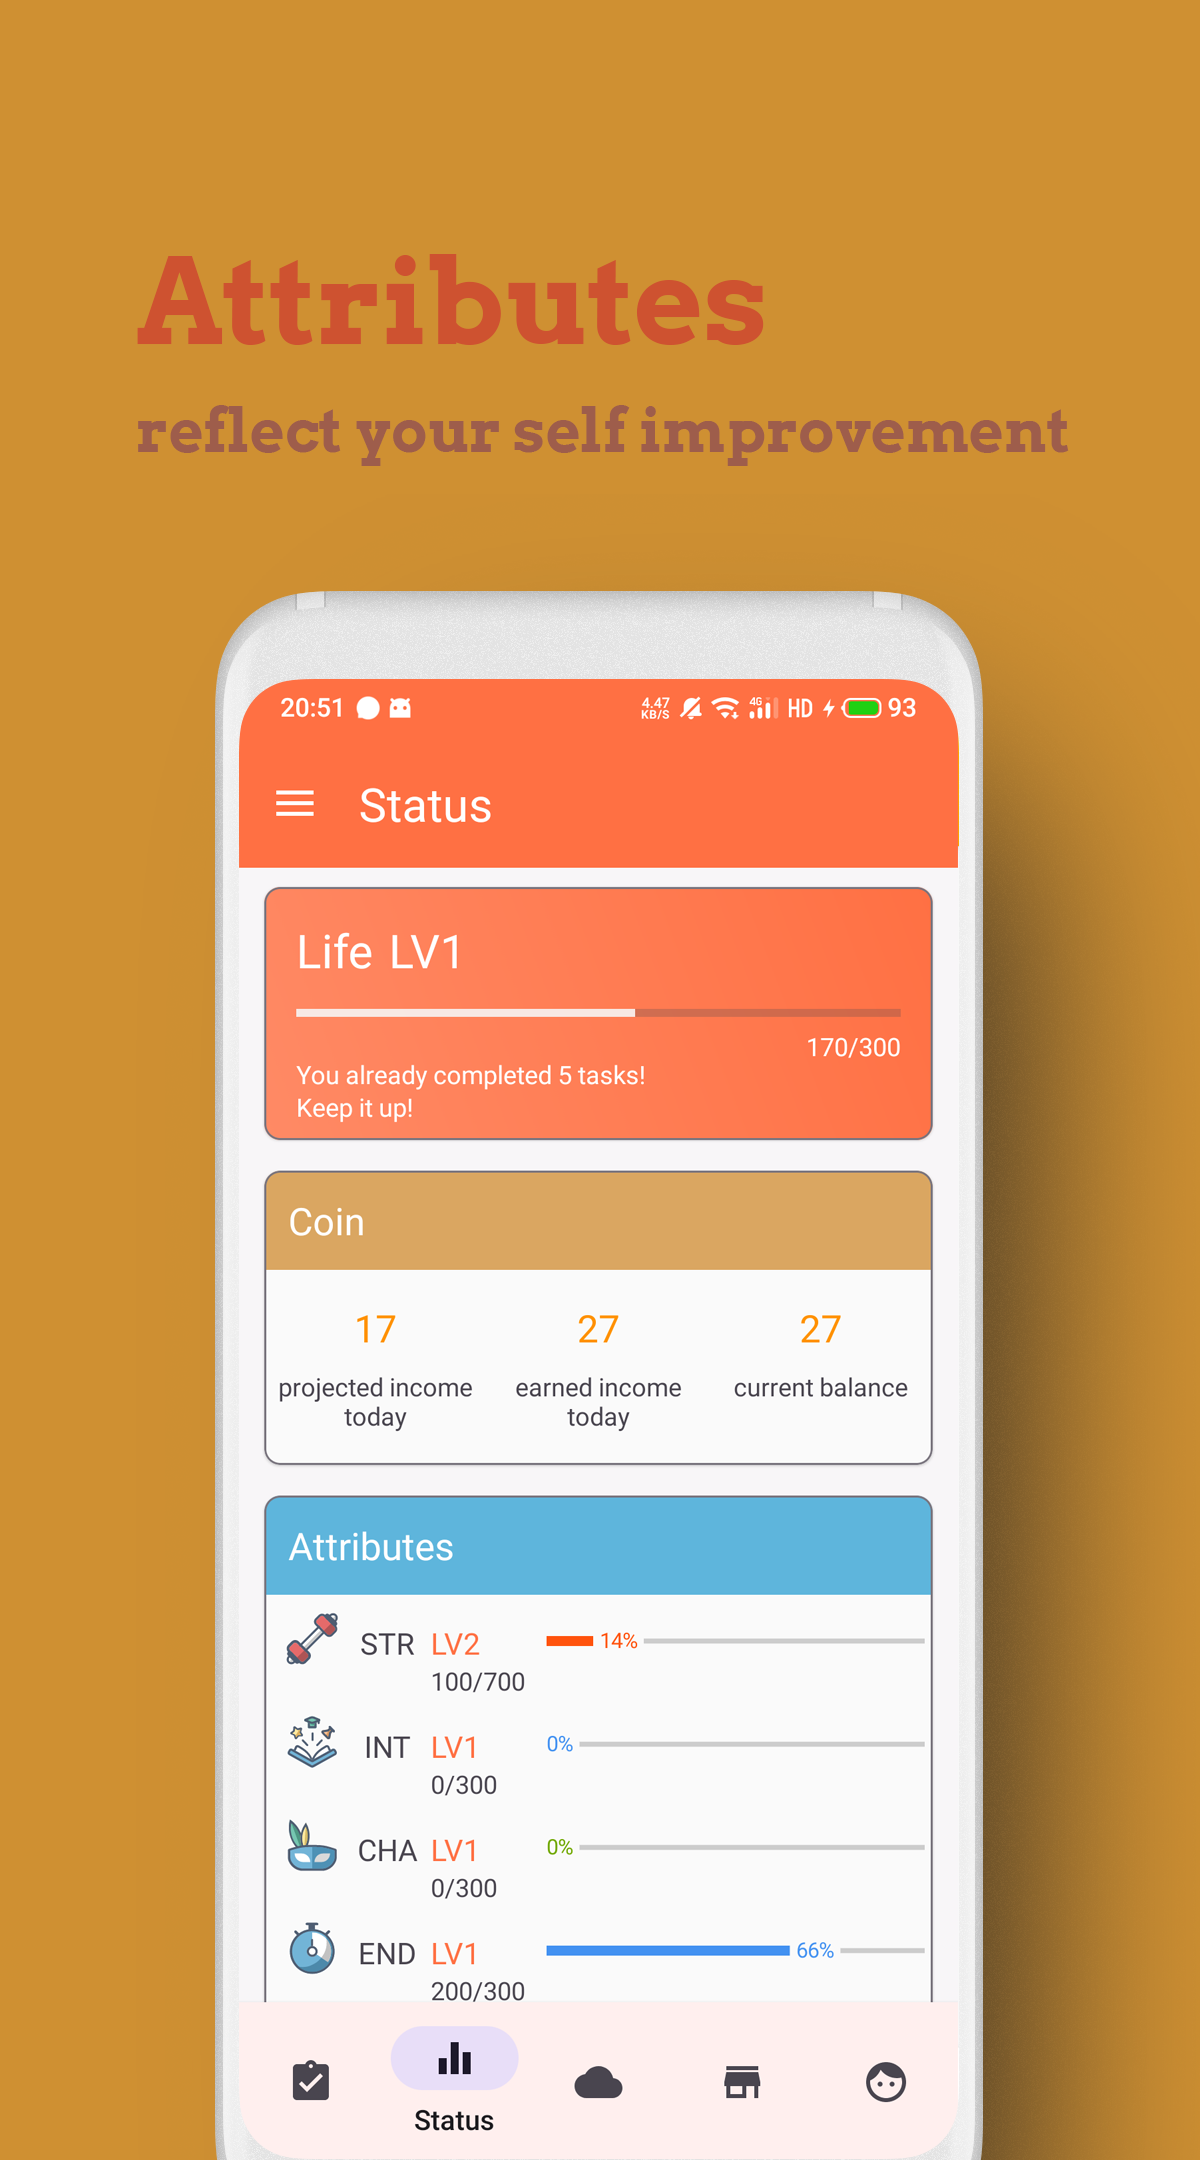 Attributes
reflect your self improvement
20:51 4.47 KB/S 4G HD 93
Status
Life LV1
170/300
You already completed 5 tasks!
Keep it up!
Coin
17 27 27
projected income today earned income today current balance
Attributes
STR LV2 14%
100/700
INT LV1 0%
0/300
CHA LV1 0%
0/300
END LV1 66%
200/300
Status